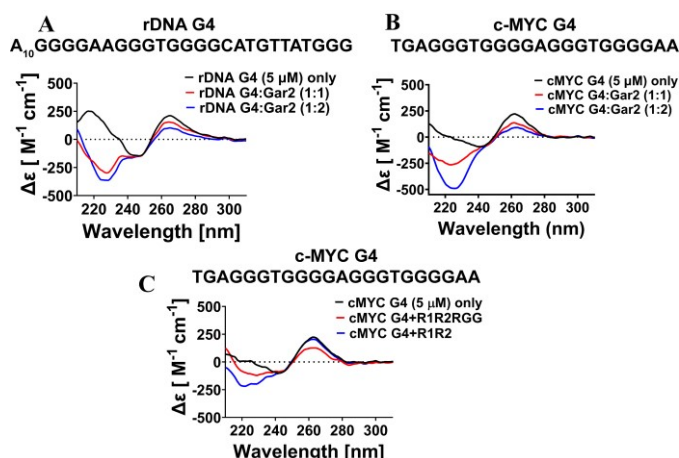 A
rDNA G4
A10GGGGAAGGGTGGGGCATGTTATGGG
rDNA G4 (5 µM) only
rDNA G4:Gar2 (1:1)
rDNA G4:Gar2 (1:2)
Δε [ M-1 cm-1]
500
250
0
-250
-500
220 240 260 280 300
Wavelength [nm]
B
c-MYC G4
TGAGGGTGGGGAGGGTGGGGAA
cMYC G4 (5 µM) only
cMYC G4:Gar2 (1:1)
cMYC G4:Gar2 (1:2)
Δε [ M-1 cm-1]
500
250
0
-250
-500
220 240 260 280 300
Wavelength (nm)
C
c-MYC G4
TGAGGGTGGGGAGGGTGGGGAA
cMYC G4 (5 µM) only
cMYC G4+R1R2RGG
cMYC G4+R1R2
Δε [ M-1 cm-1]
500
250
0
-250
-500
220 240 260 280 300
Wavelength [nm]